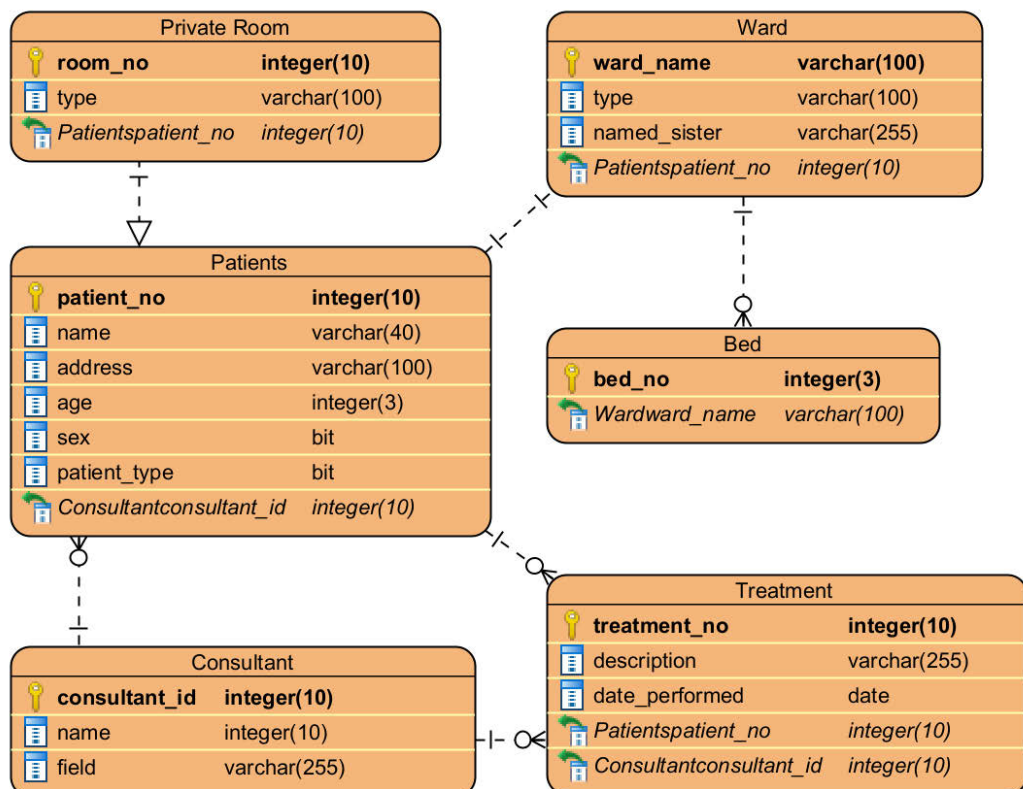 Private Room
room_no integer(10)
type varchar(100)
Patientspatient_no integer(10)
Ward
ward_name varchar(100)
type varchar(100)
named_sister varchar(255)
Patientspatient_no integer(10)
Patients
patient_no integer(10)
name varchar(40)
address varchar(100)
age integer(3)
sex bit
patient_type bit
Consultantconsultant_id integer(10)
Bed
bed_no integer(3)
Wardward_name varchar(100)
Consultant
consultant_id integer(10)
name integer(10)
field varchar(255)
Treatment
treatment_no integer(10)
description varchar(255)
date_performed date
Patientspatient_no integer(10)
Consultantconsultant_id integer(10)